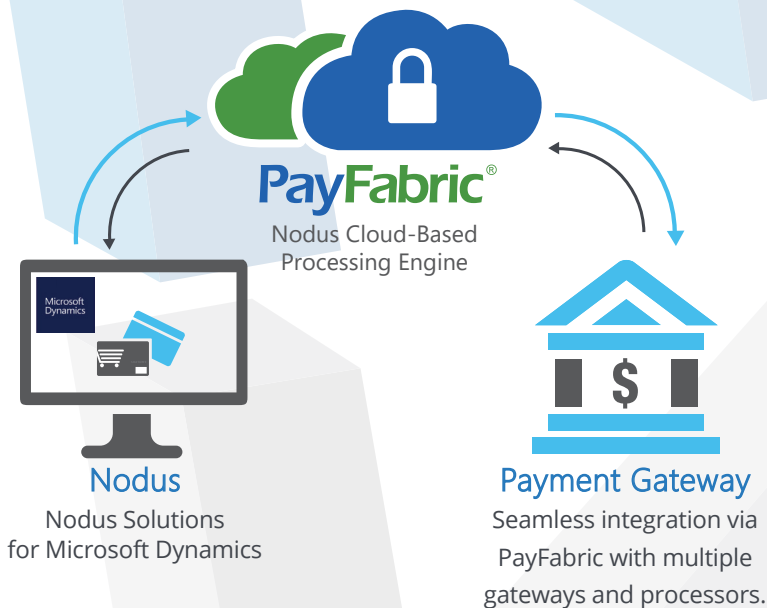 PayFabric®
Nodus Cloud-Based
Processing Engine
Microsoft
Dynamics
$
Nodus
Nodus Solutions
for Microsoft Dynamics
Payment Gateway
Seamless integration via
PayFabric with multiple
gateways and processors.